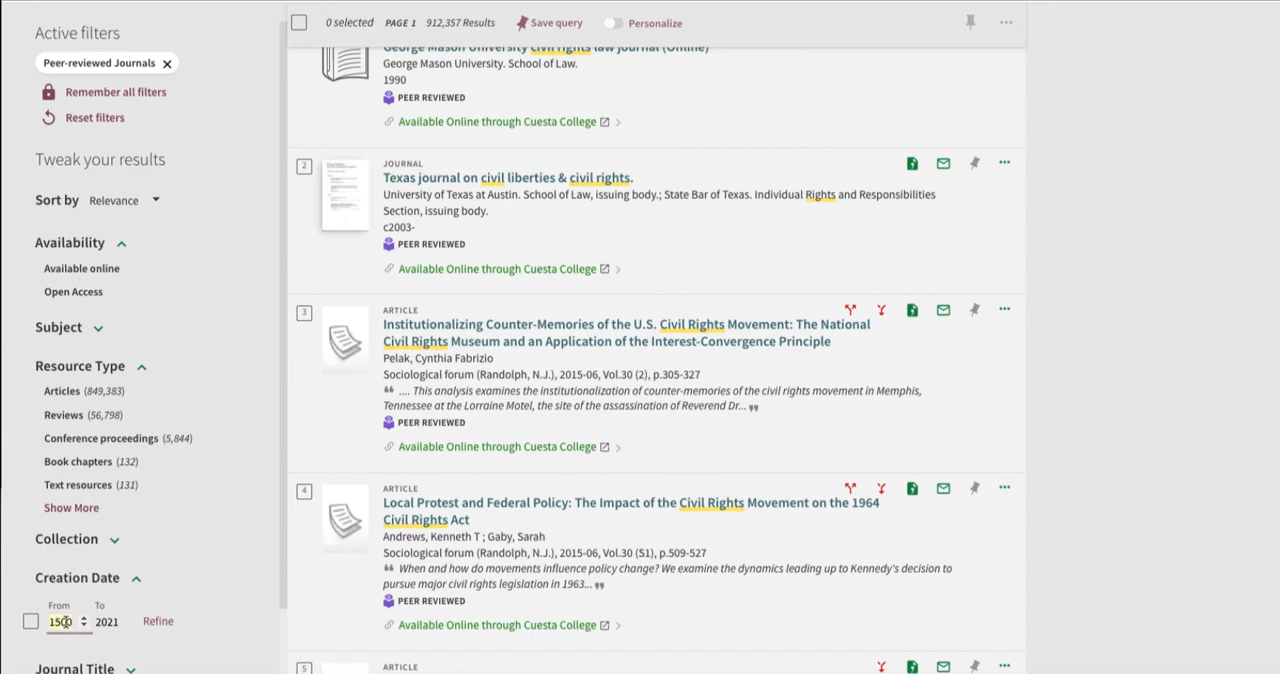 Active filters
Peer-reviewed Journals
Remember all filters
Reset filters
Tweak your results
Sort by Relevance
Availability
Available online
Open Access
Subject
Resource Type
Articles (849,383)
Reviews (56,798)
Conference proceedings (5,844)
Book chapters (132)
Text resources (131)
Show More
Collection
Creation Date
From To
1500 2021 Refine
Journal Title
0 selected PAGE 1 912,357 Results Save query Personalize
George Mason University civil rights law journal (Online)
George Mason University. School of Law.
1990
PEER REVIEWED
Available Online through Cuesta College
2
JOURNAL
Texas journal on civil liberties & civil rights.
University of Texas at Austin. School of Law, issuing body.; State Bar of Texas. Individual Rights and Responsibilities
Section, issuing body.
c2003-
PEER REVIEWED
Available Online through Cuesta College
3
ARTICLE
Institutionalizing Counter-Memories of the U.S. Civil Rights Movement: The National
Civil Rights Museum and an Application of the Interest-Convergence Principle
Pelak, Cynthia Fabrizio
Sociological forum (Randolph, N.J.), 2015-06, Vol.30 (2), p.305-327
❝ .... This analysis examines the institutionalization of counter-memories of the civil rights movement in Memphis,
Tennessee at the Lorraine Motel, the site of the assassination of Reverend Dr... ❞
PEER REVIEWED
Available Online through Cuesta College
4
ARTICLE
Local Protest and Federal Policy: The Impact of the Civil Rights Movement on the 1964
Civil Rights Act
Andrews, Kenneth T ; Gaby, Sarah
Sociological forum (Randolph, N.J.), 2015-06, Vol.30 (S1), p.509-527
❝ When and how do movements influence policy change? We examine the dynamics leading up to Kennedy's decision to
pursue major civil rights legislation in 1963... ❞
PEER REVIEWED
Available Online through Cuesta College
5
ARTICLE